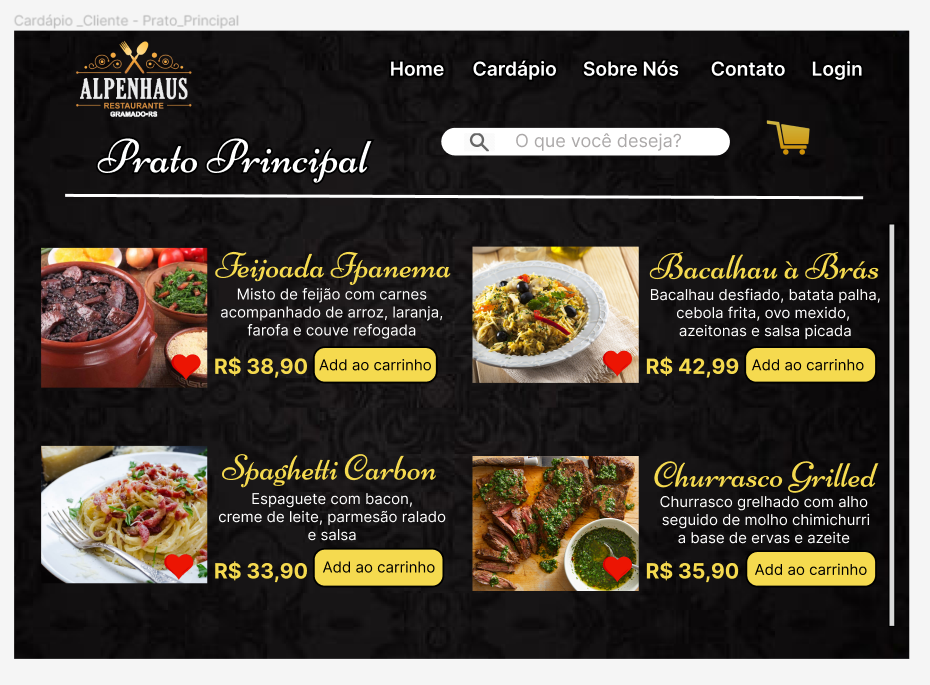 Cardápio _Cliente - Prato_Principal
ALPENHAUS
RESTAURANTE
GRAMADO-RS
Home Cardápio Sobre Nós Contato Login
O que você deseja?
Prato Principal
Feijoada Ipanema
Misto de feijão com carnes
acompanhado de arroz, laranja,
farofa e couve refogada
R$ 38,90 Add ao carrinho
Bacalhau à Brás
Bacalhau desfiado, batata palha,
cebola frita, ovo mexido,
azeitonas e salsa picada
R$ 42,99 Add ao carrinho
Spaghetti Carbon
Espaguete com bacon,
creme de leite, parmesão ralado
e salsa
R$ 33,90 Add ao carrinho
Churrasco Grilled
Churrasco grelhado com alho
seguido de molho chimichurri
a base de ervas e azeite
R$ 35,90 Add ao carrinho